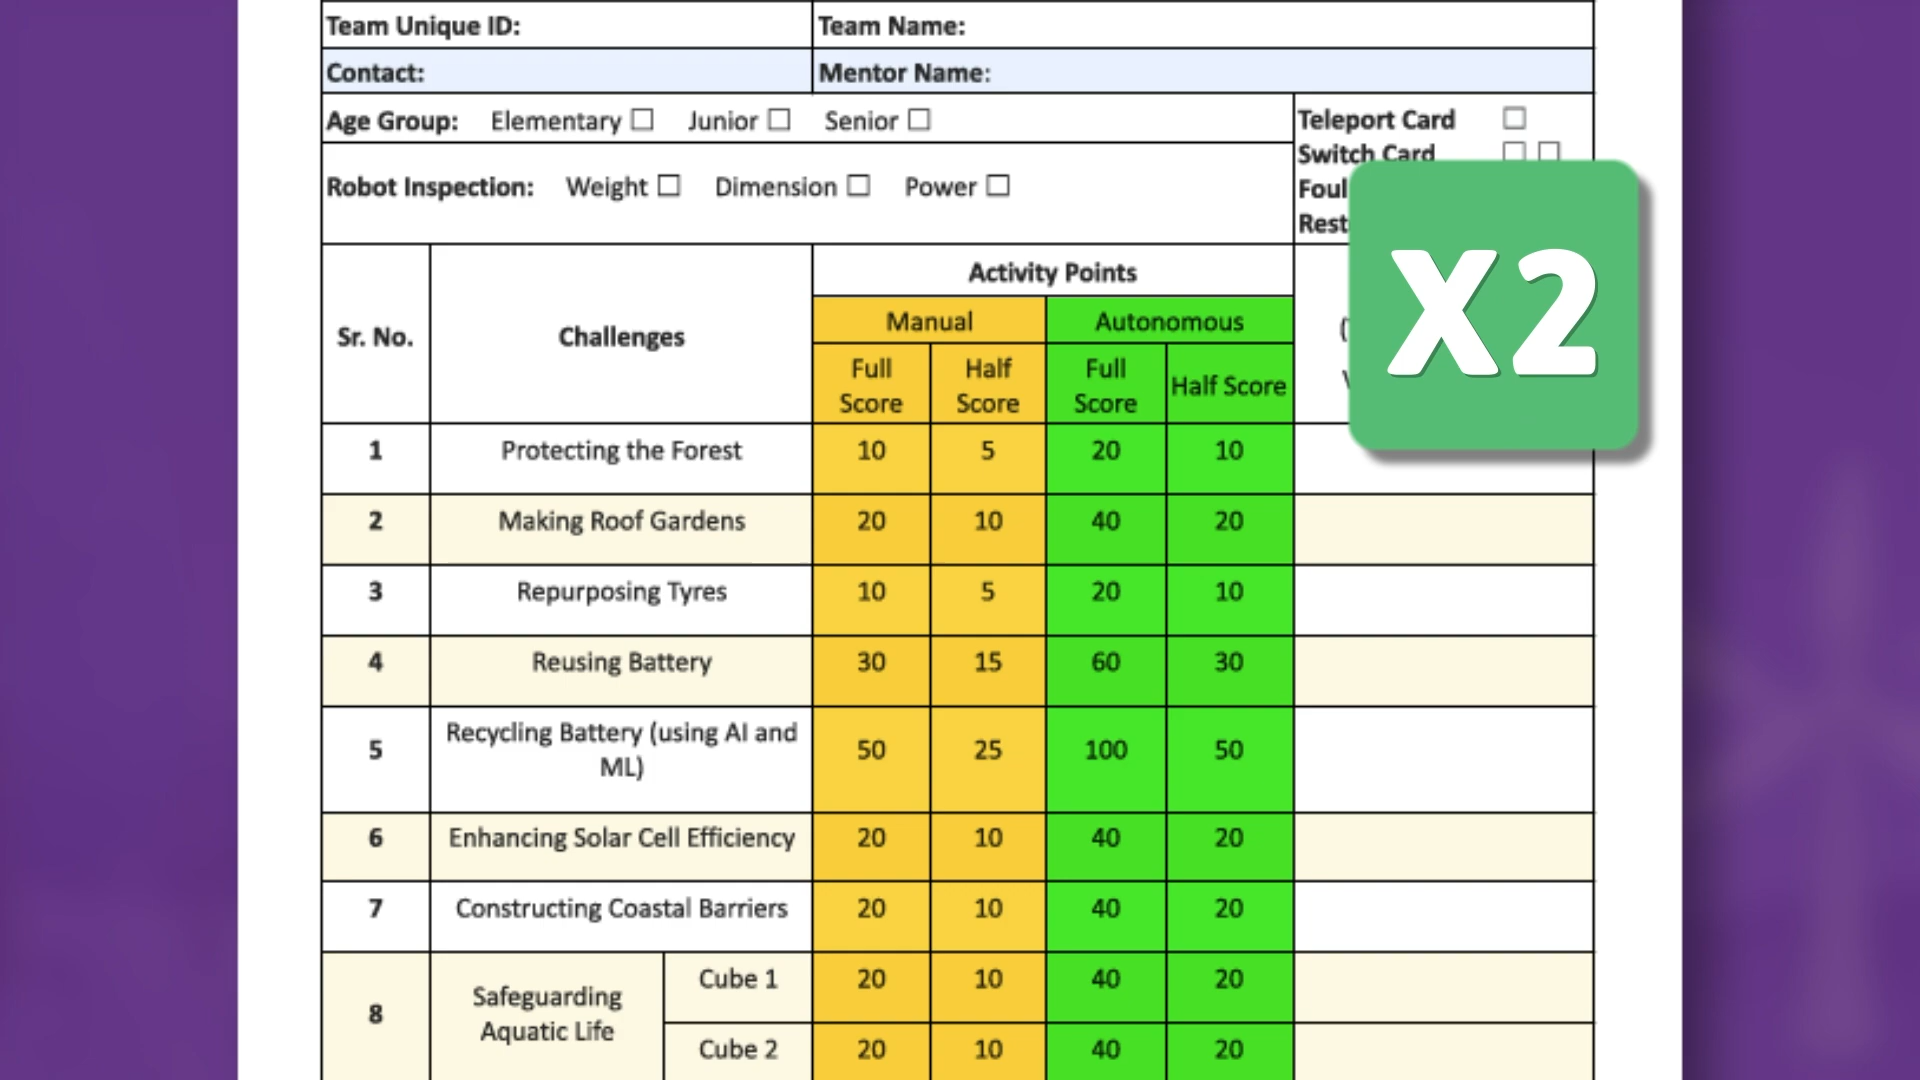 Team Unique ID: Team Name:
Contact: Mentor Name:
Age Group: Elementary ☐ Junior ☐ Senior ☐ Teleport Card ☐
Switch Card ☐ ☐
Robot Inspection: Weight ☐ Dimension ☐ Power ☐
X2
Activity Points
Sr. No. Challenges Manual Autonomous
Full Score Half Score Full Score Half Score
1 Protecting the Forest 10 5 20 10
2 Making Roof Gardens 20 10 40 20
3 Repurposing Tyres 10 5 20 10
4 Reusing Battery 30 15 60 30
5 Recycling Battery (using AI and ML) 50 25 100 50
6 Enhancing Solar Cell Efficiency 20 10 40 20
7 Constructing Coastal Barriers 20 10 40 20
8 Safeguarding Aquatic Life Cube 1 20 10 40 20
Cube 2 20 10 40 20